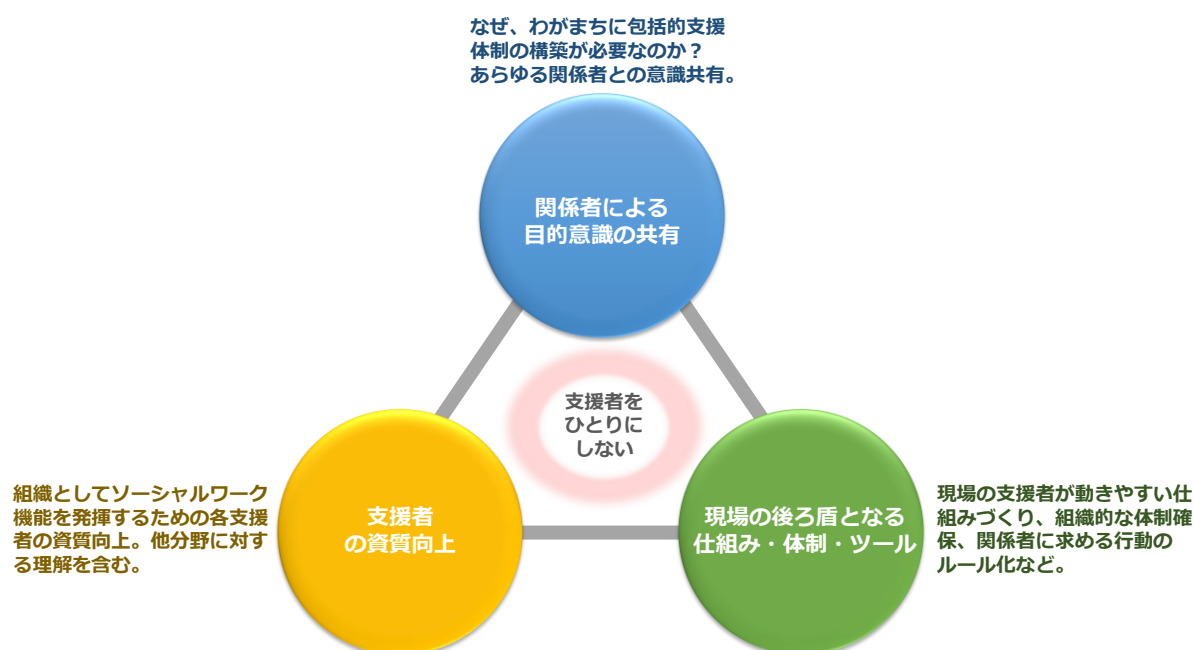 なぜ、わがまちに包括的支援
体制の構築が必要なのか？
あらゆる関係者との意識共有。
関係者による
目的意識の共有
支援者を
ひとりに
しない
組織としてソーシャルワーク
機能を発揮するための各支援
者の資質向上。他分野に対す
る理解を含む。
支援者
の資質向上
現場の後ろ盾となる
仕組み・体制・ツール
現場の支援者が動きやすい仕
組みづくり、組織的な体制確
保、関係者に求める行動の
ルール化など。